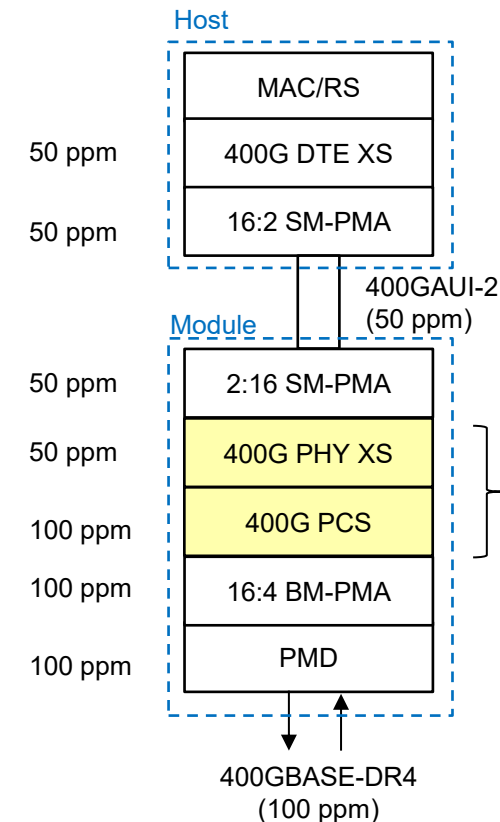 Host
MAC/RS
50 ppm
400G DTE XS
50 ppm
16:2 SM-PMA
400GAUI-2
(50 ppm)
Module
50 ppm
2:16 SM-PMA
50 ppm
400G PHY XS
100 ppm
400G PCS
100 ppm
16:4 BM-PMA
100 ppm
PMD
400GBASE-DR4
(100 ppm)